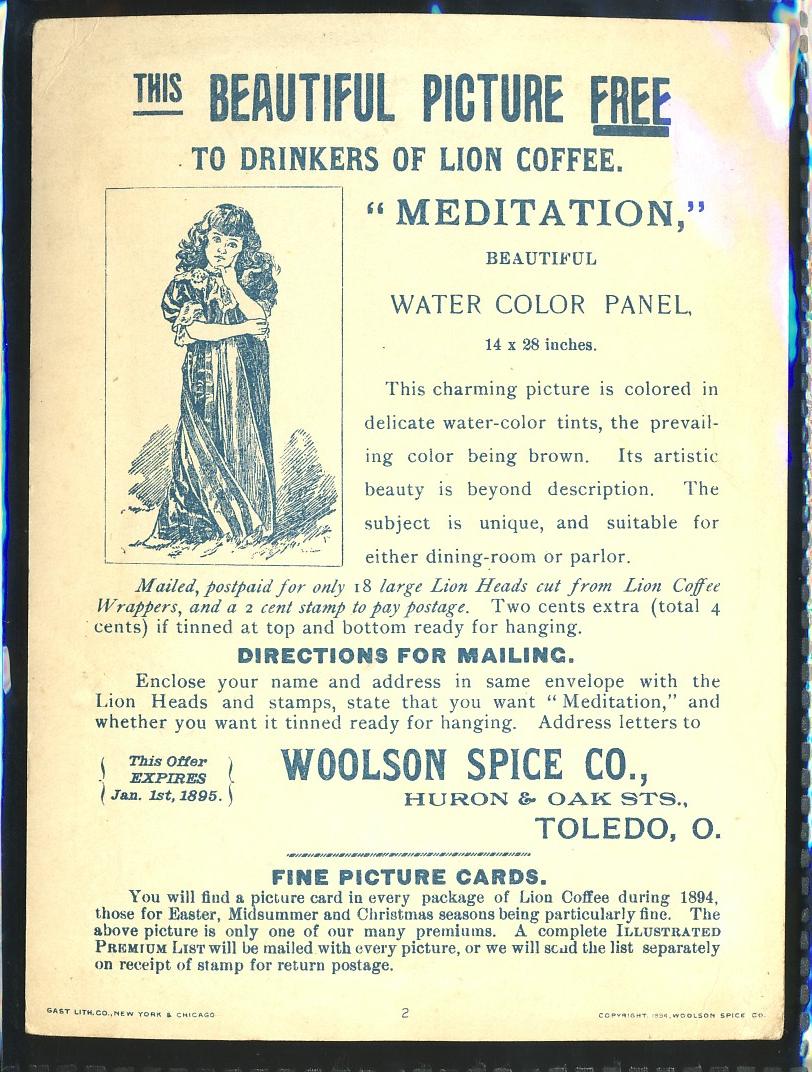 THIS BEAUTIFUL PICTURE FREE
TO DRINKERS OF LION COFFEE.
“MEDITATION,”
BEAUTIFUL
WATER COLOR PANEL,
14 x 28 inches.
This charming picture is colored in
delicate water-color tints, the prevail-
ing color being brown. Its artistic
beauty is beyond description. The
subject is unique, and suitable for
either dining-room or parlor.
Mailed, postpaid for only 18 large Lion Heads cut from Lion Coffee
Wrappers, and a 2 cent stamp to pay postage. Two cents extra (total 4
cents) if tinned at top and bottom ready for hanging.
DIRECTIONS FOR MAILING.
Enclose your name and address in same envelope with the
Lion Heads and stamps, state that you want “Meditation,” and
whether you want it tinned ready for hanging. Address letters to
This Offer
EXPIRES
Jan. 1st, 1895.
WOOLSON SPICE CO.,
HURON & OAK STS.,
TOLEDO, O.
FINE PICTURE CARDS.
You will find a picture card in every package of Lion Coffee during 1894,
those for Easter, Midsummer and Christmas seasons being particularly fine. The
above picture is only one of our many premiums. A complete ILLUSTRATED
PREMIUM LIST will be mailed with every picture, or we will send the list separately
on receipt of stamp for return postage.
GAST LITH. CO., NEW YORK & CHICAGO
2
COPYRIGHT, 1894, WOOLSON SPICE CO.